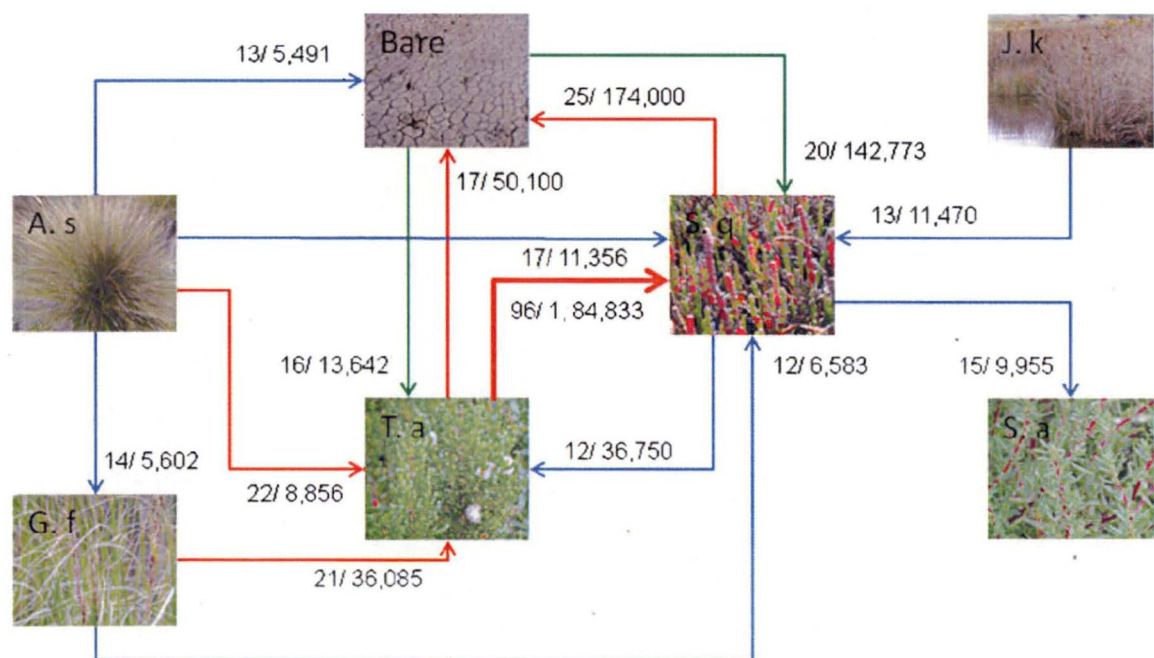 Bare
J. k
13/ 5,491
25/ 174,000
20/ 142,773
17/ 50,100
A. s
S. q
13/ 11,470
17/ 11,356
96/ 1, 84,833
16/ 13,642
12/ 6,583
15/ 9,955
T. a
S. a
14/ 5,602
12/ 36,750
22/ 8,856
G. f
21/ 36,085